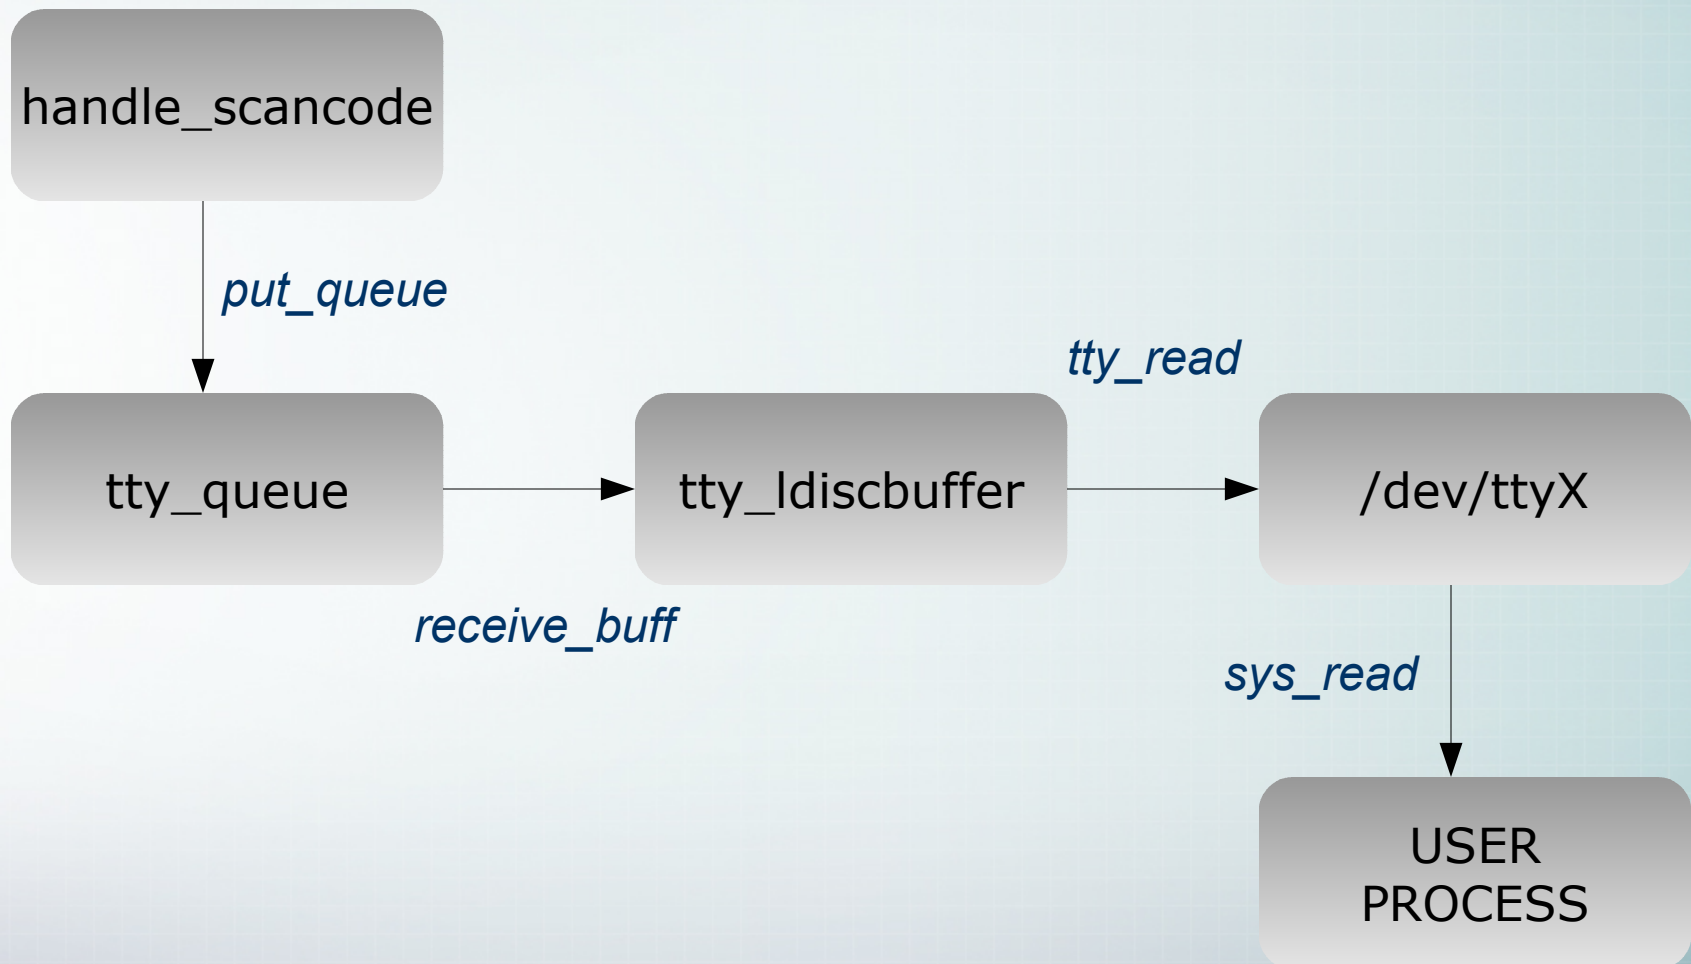 handle_scancode
put_queue
tty_read
tty_queue
tty_ldiscbuffer
/dev/ttyX
receive_buff
sys_read
USER
PROCESS